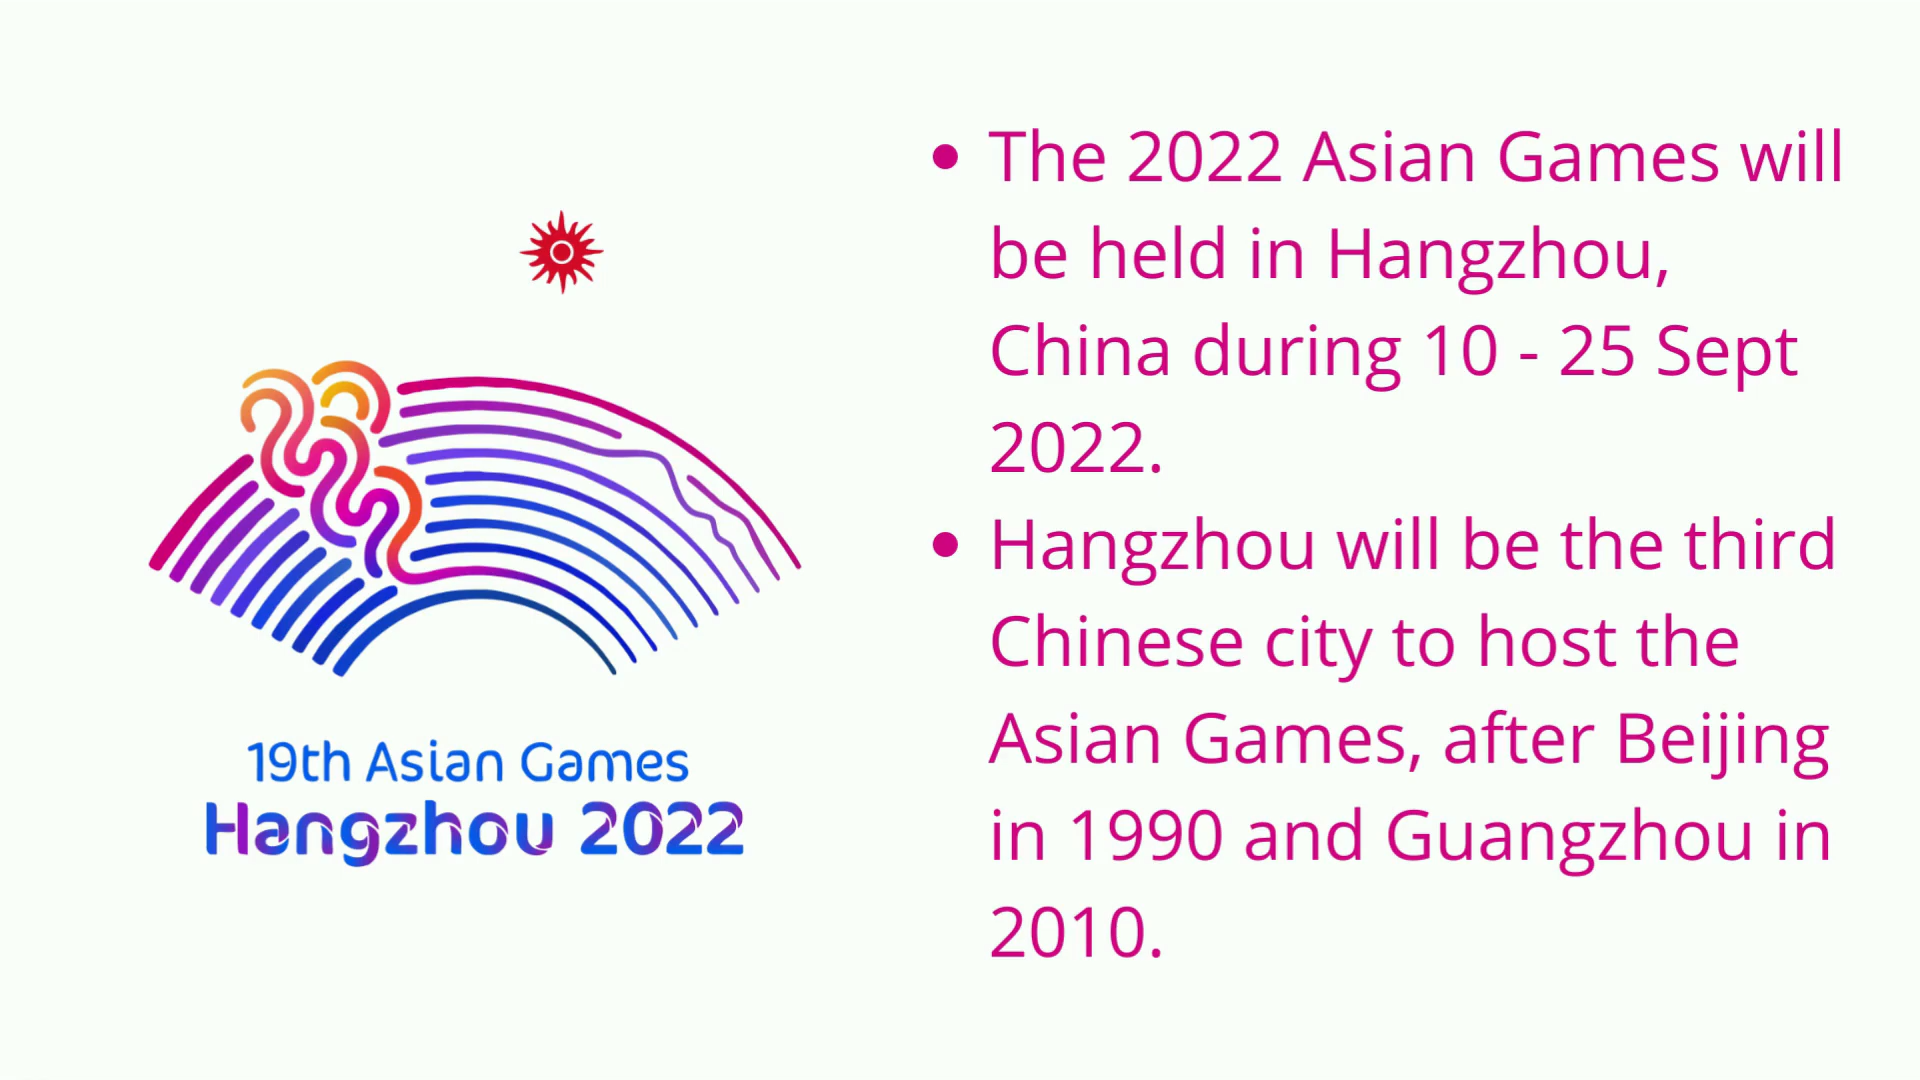 19th Asian Games
Hangzhou 2022
• The 2022 Asian Games will
be held in Hangzhou,
China during 10 - 25 Sept
2022.
• Hangzhou will be the third
Chinese city to host the
Asian Games, after Beijing
in 1990 and Guangzhou in
2010.